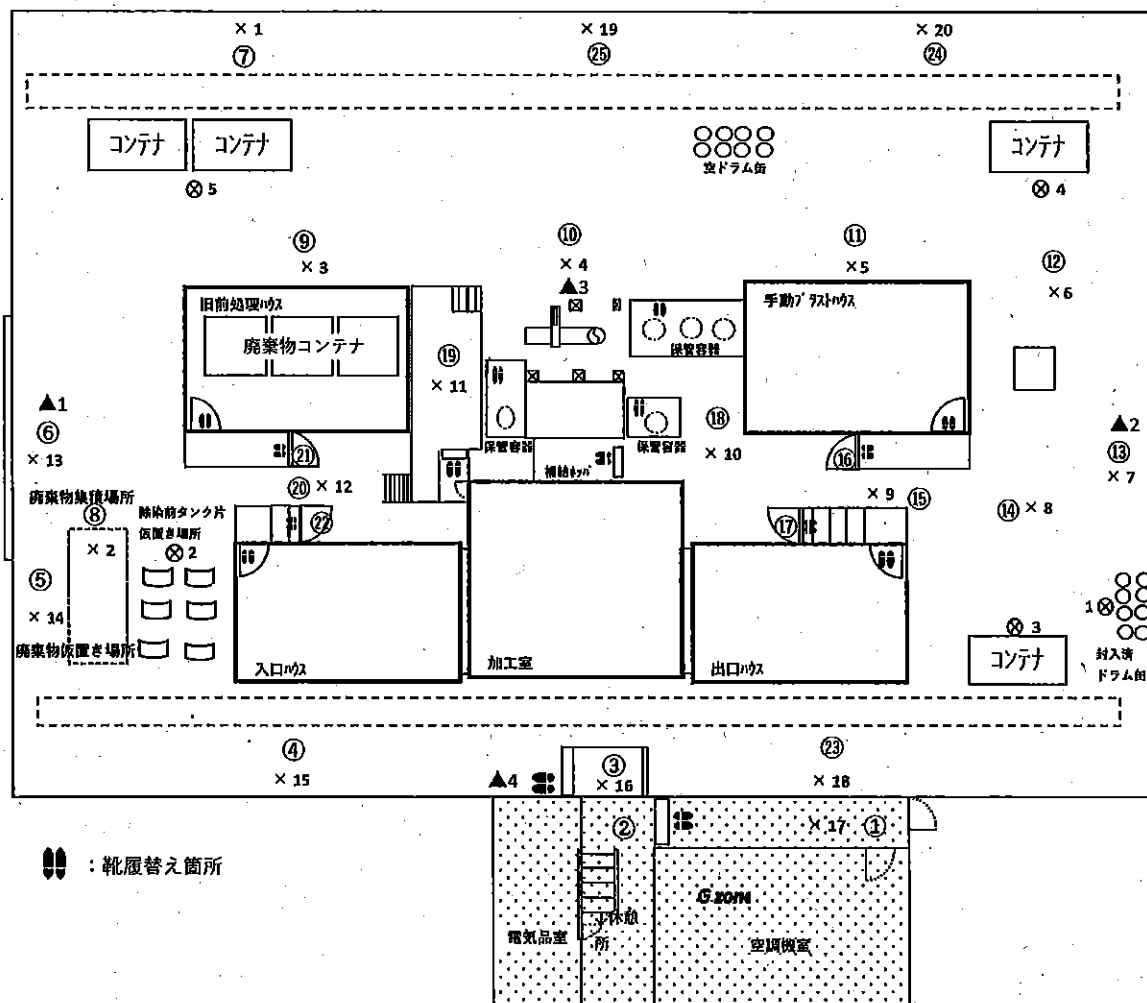 × 1
× 19
× 20
⑦
㉕
㉔
コンテナ
コンテナ
空ドラム缶
コンテナ
⊗ 5
⊗ 4
⑨
⑩
⑪
⑫
× 3
× 4
× 5
× 6
▲3
旧前処理ハウス
廃棄物コンテナ
⑲
× 11
保管容器
手動ブラストハウス
▲1
⑥
× 13
⑱
× 10
▲2
⑬
× 7
保管容器
保管容器
補給ホッパ
㉑
⑯
⑳
× 12
× 9
⑮
⑭
× 8
廃棄物集積場所
⑧
× 2
除染前タンク片
仮置き場所
⊗ 2
㉒
⑰
⑤
× 14
廃棄物仮置き場所
入口ハウス
加工室
出口ハウス
1 ⊗
⊗ 3
コンテナ
封入済
ドラム缶
④
× 15
▲4
③
× 16
㉓
× 18
②
× 17
①
:靴履替え箇所
G zone
電気品室
休憩
所
空調機室